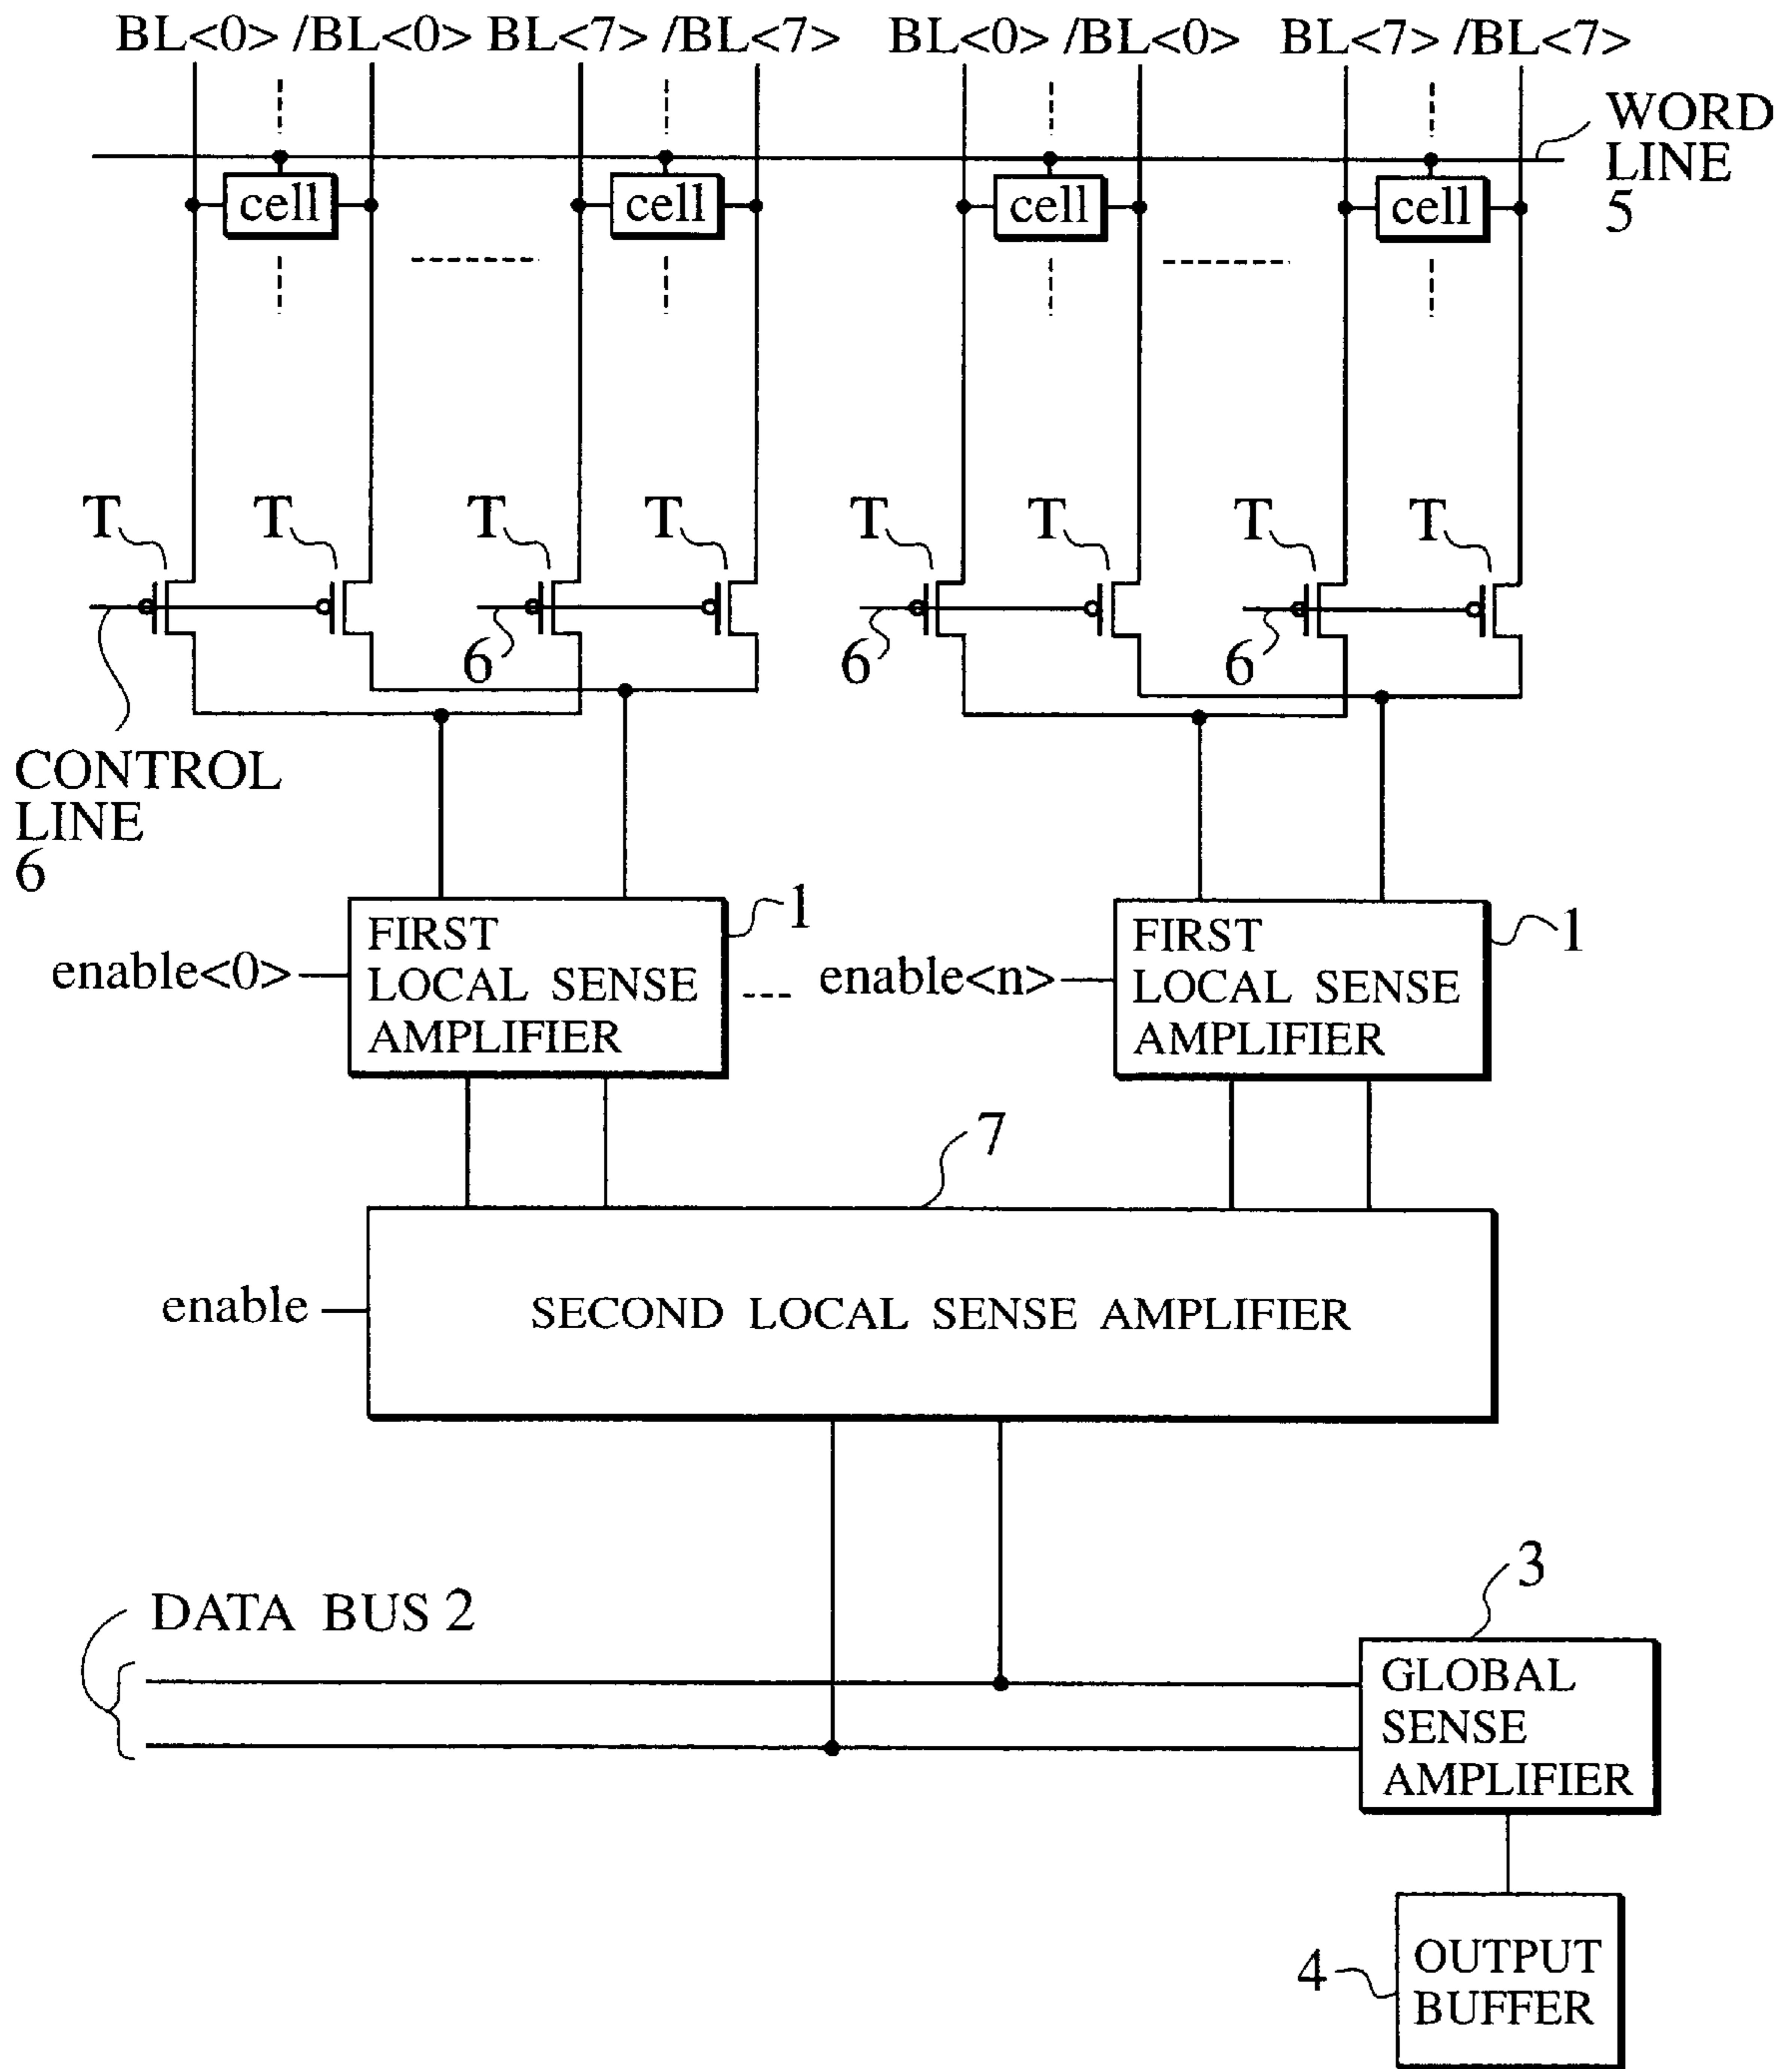 BL<0> /BL<0> BL<7> /BL<7> BL<0> /BL<0> BL<7> /BL<7>
WORD
LINE
5
cell cell cell cell
T T T T T T T T
6 6 6
CONTROL
LINE
6
1 1
FIRST
LOCAL SENSE
AMPLIFIER
enable<0>
FIRST
LOCAL SENSE
AMPLIFIER
enable<n>
7
enable
SECOND LOCAL SENSE AMPLIFIER
3
DATA BUS 2
GLOBAL
SENSE
AMPLIFIER
4
OUTPUT
BUFFER